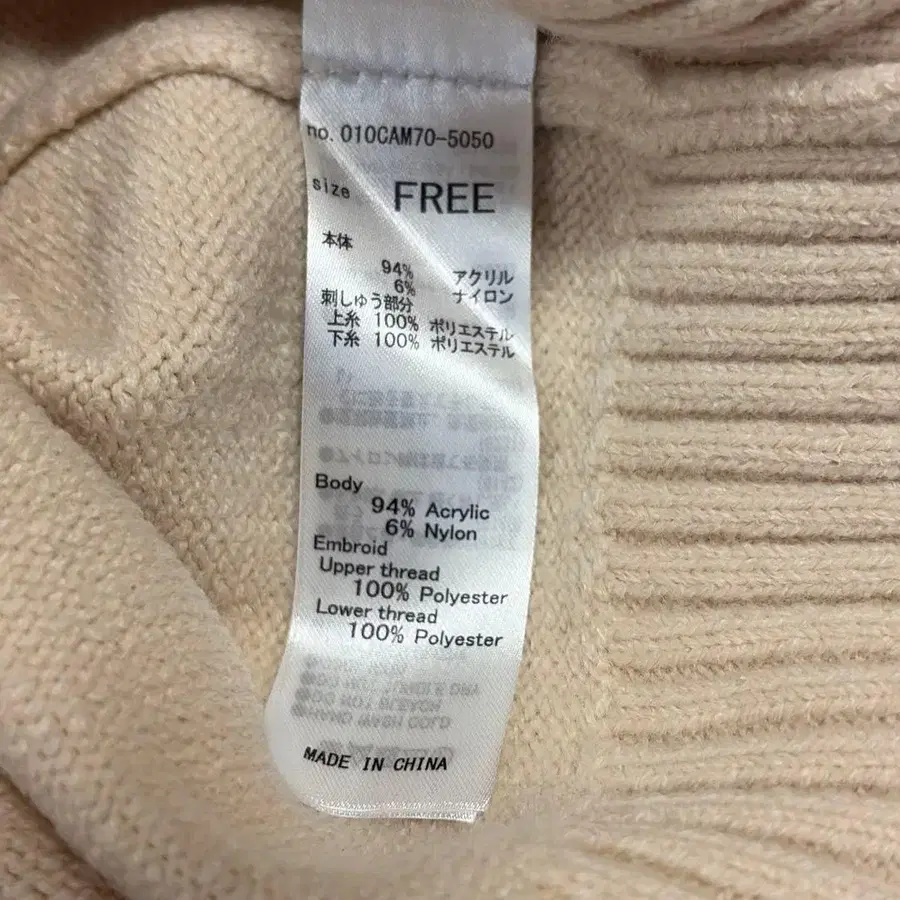 no. 010CAM70-5050
size FREE
本体
94% アクリル
6% ナイロン
刺しゅう部分
上糸 100% ポリエステル
下糸 100% ポリエステル
Body
94% Acrylic
6% Nylon
Embroid
Upper thread
100% Polyester
Lower thread
100% Polyester
MADE IN CHINA